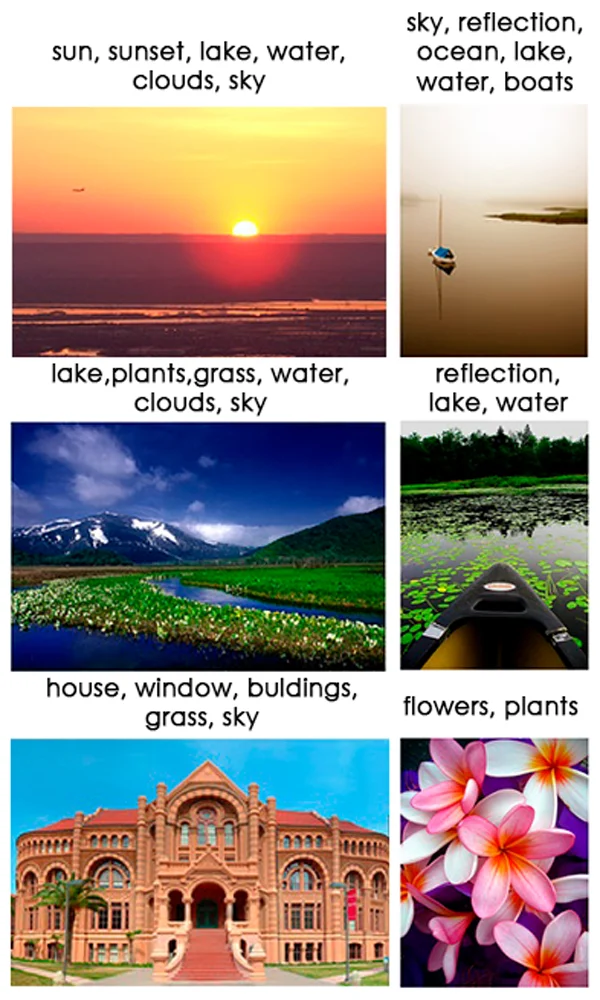 sun, sunset, lake, water,
clouds, sky
sky, reflection,
ocean, lake,
water, boats
lake,plants,grass, water,
clouds, sky
reflection,
lake, water
house, window, buldings,
grass, sky
flowers, plants